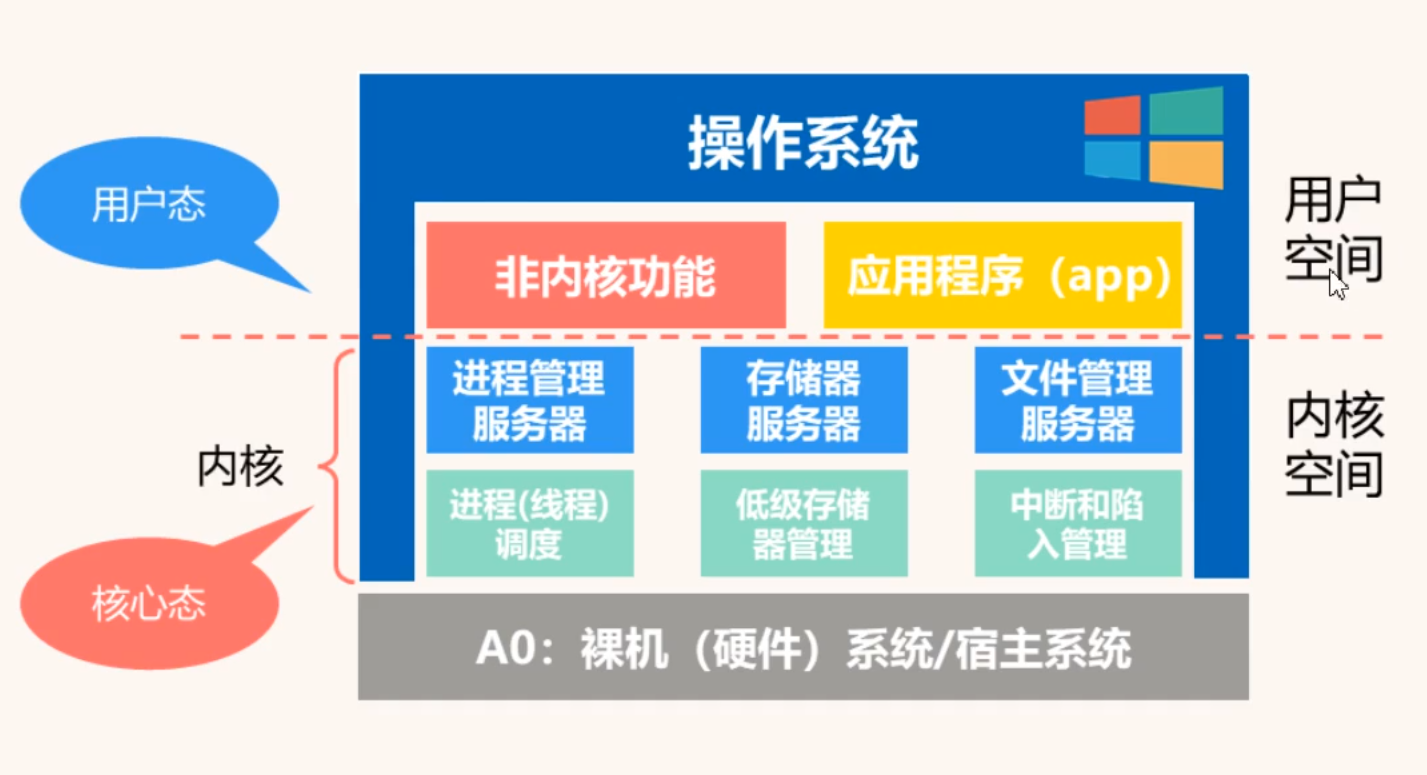 操作系统
用户态
用户
空间
非内核功能
应用程序（app）
进程管理
服务器
存储器
服务器
文件管理
服务器
内核
空间
内核
进程(线程)
调度
低级存储
器管理
中断和陷
入管理
核心态
A0：裸机（硬件）系统/宿主系统